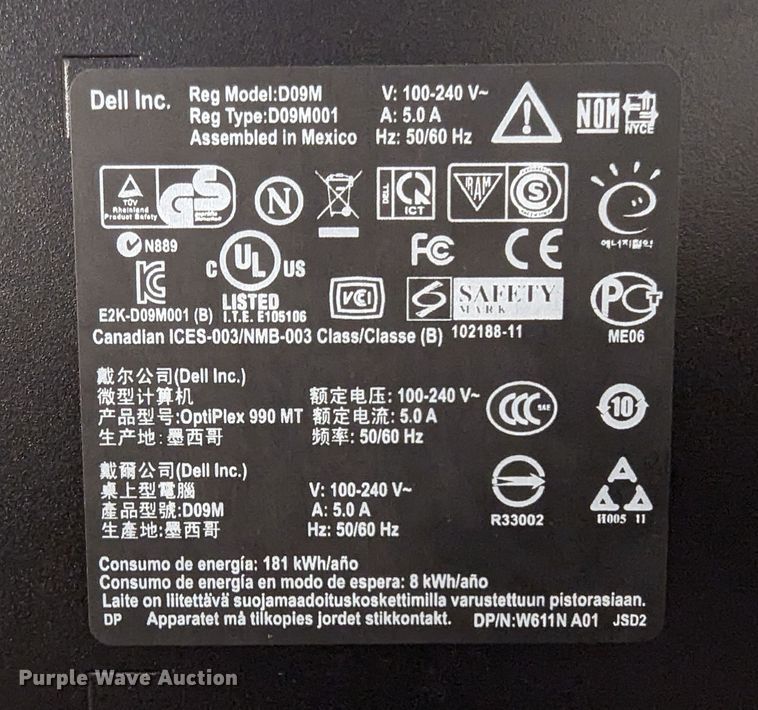 Dell Inc.
Reg Model:D09M
Reg Type:D09M001
Assembled in Mexico
V: 100-240 V~
A: 5.0 A
Hz: 50/60 Hz
NOM
NYCE
TÜV
Rheinland
Product Safety
GS
geprüfte
Sicherheit
N
DELL
ICT
IRAM
S
에너지절약
N889
C UL US
LISTED
I.T.E. E105106
E2K-D09M001 (B)
FC
CE
VCEI
S SAFETY
MARK
102188-11
PCT
ME06
Canadian ICES-003/NMB-003 Class/Classe (B)
戴尔公司(Dell Inc.)
微型计算机
产品型号:OptiPlex 990 MT
生产地: 墨西哥
额定电压: 100-240 V~
额定电流: 5.0 A
频率: 50/60 Hz
CCC
S&E
10
戴爾公司(Dell Inc.)
桌上型電腦
產品型號:D09M
生產地:墨西哥
V: 100-240 V~
A: 5.0 A
Hz: 50/60 Hz
R33002
H005 11
Consumo de energía: 181 kWh/año
Consumo de energía en modo de espera: 8 kWh/año
Laite on liitettävä suojamaadoituskoskettimilla varustettuun pistorasiaan.
DP Apparatet må tilkoples jordet stikkontakt. DP/N:W611N A01 JSD2
Purple Wave Auction